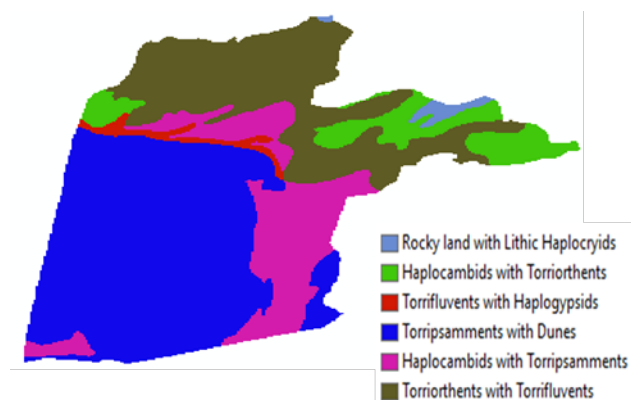 Rocky land with Lithic Haplocryids
Haplocambids with Torriorthents
Torrifluvents with Haplogypsids
Torripsamments with Dunes
Haplocambids with Torripsamments
Torriorthents with Torrifluvents